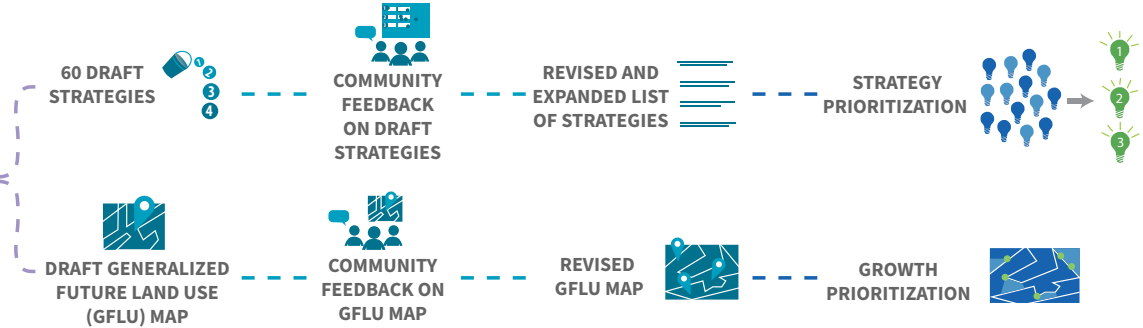 60 DRAFT
STRATEGIES
1
2
3
4
COMMUNITY
FEEDBACK
ON DRAFT
STRATEGIES
REVISED AND
EXPANDED LIST
OF STRATEGIES
STRATEGY
PRIORITIZATION
1
2
3
DRAFT GENERALIZED
FUTURE LAND USE
(GFLU) MAP
COMMUNITY
FEEDBACK ON
GFLU MAP
REVISED
GFLU MAP
GROWTH
PRIORITIZATION